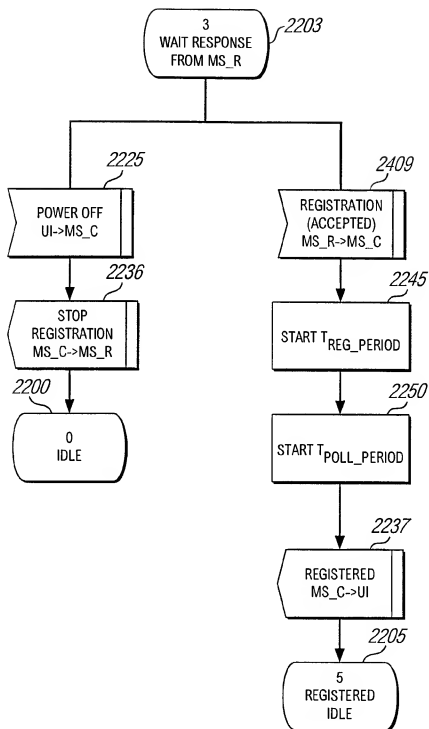 3
WAIT RESPONSE
FROM MS_R
2203
2225
POWER OFF
UI->MS_C
2236
STOP
REGISTRATION
MS_C->MS_R
2200
0
IDLE
2409
REGISTRATION
(ACCEPTED)
MS_R->MS_C
2245
START TREG_PERIOD
2250
START TPOLL_PERIOD
2237
REGISTERED
MS_C->UI
2205
5
REGISTERED
IDLE